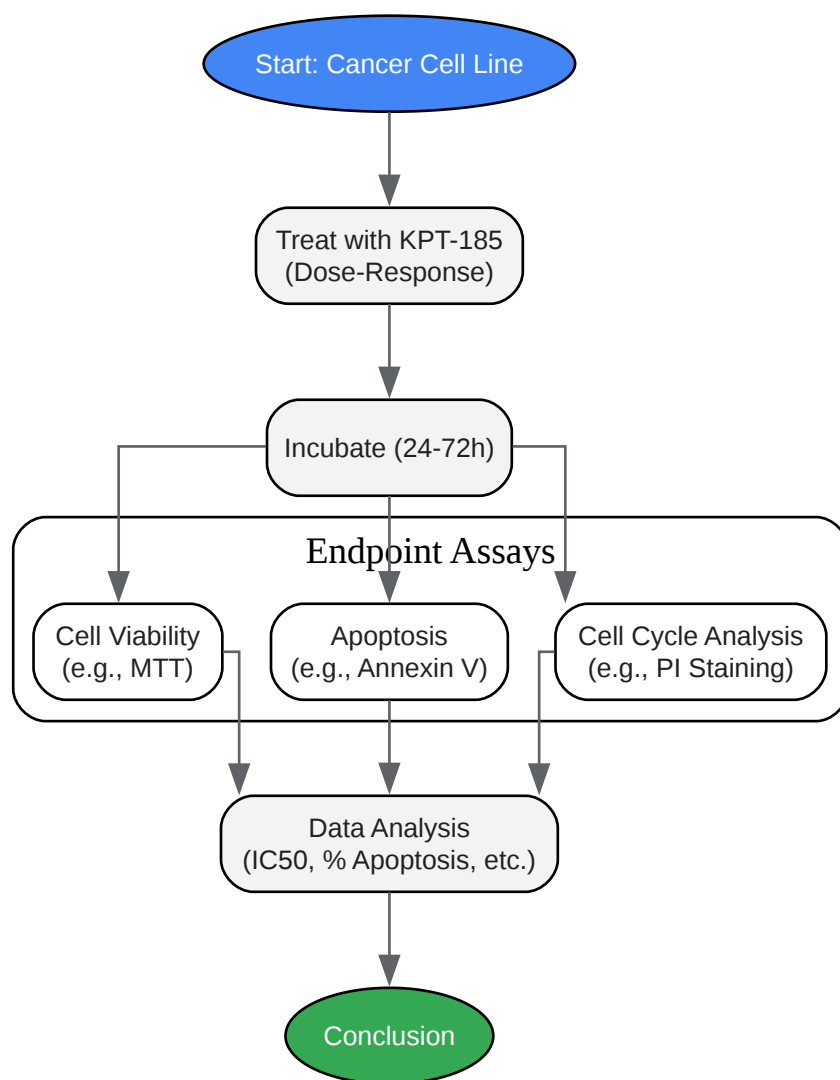 Start: Cancer Cell Line
Treat with KPT-185
(Dose-Response)
Incubate (24-72h)
Endpoint Assays
Cell Viability
(e.g., MTT)
Apoptosis
(e.g., Annexin V)
Cell Cycle Analysis
(e.g., PI Staining)
Data Analysis
(IC50, % Apoptosis, etc.)
Conclusion